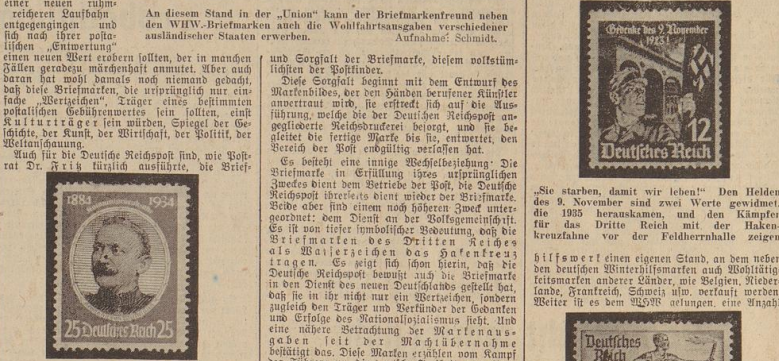 einer neuen ruhm-
reicheren Laufbahn
entgegengingen und
sich nach ihrer posta-
lischen „Entwertung"
einen neuen Wert erobern sollten, der in manchen
Fällen geradezu märchenhaft anmutet. Aber auch
daran hat wohl damals noch niemand gedacht,
daß diese Briefmarken, die ursprünglich nur ein-
fache „Wertzeichen", Träger eines bestimmten
postalischen Gebührenwertes sein sollten, einst
Kulturträger sein würden, Spiegel der Ge-
schichte, der Kunst, der Wirtschaft, der Politik, der
Weltanschauung.
Auch für die Deutsche Reichspost sind, wie Post-
rat Dr. Fritz kürzlich ausführte, die Brief-
1884 1934
25 Deutsches Reich 25
An diesem Stand in der „Union" kann der Briefmarkenfreund neben
den WHW.-Briefmarken auch die Wohlfahrtsausgaben verschiedener
ausländischer Staaten erwerben. Aufnahme: Schmidt.
und Sorgfalt der Briefmarke, diesem volkstüm-
lichsten der Postkinder.
Diese Sorgfalt beginnt mit dem Entwurf des
Markenbildes, der den Händen berufener Künstler
anvertraut wird, sie erstreckt sich auf die Aus-
führung, welche die der Deutschen Reichspost an-
gegliederte Reichsdruckerei besorgt, und sie be-
gleitet die fertige Marke bis sie, entwertet, den
Bereich der Post endgültig verlassen hat.
Es besteht eine innige Wechselbeziehung: Die
Briefmarke in Erfüllung ihres ursprünglichen
Zweckes dient dem Betriebe der Post, die Deutsche
Reichspost ihrerseits dient wieder der Briefmarke.
Beide aber sind einem noch höheren Zweck unter-
geordnet: dem Dienst an der Volksgemeinschaft.
Es ist von tiefer symbolischer Bedeutung, daß die
Briefmarken des Dritten Reiches
als Wasserzeichen das Hakenkreuz
tragen. Es zeigt sich schon hierin, daß die
Deutsche Reichspost bewußt auch die Briefmarke
in den Dienst des neuen Deutschlands gestellt hat,
daß sie in ihr nicht nur ein Wertzeichen, sondern
zugleich den Träger und Verkünder der Gedanken
und Erfolge des Nationalsozialismus sieht. Und
eine nähere Betrachtung der Markenaus-
gaben seit der Machtübernahme
bestätigt das. Diese Marken erzählen vom Kampf
Gedenke des 9. November
1923!
12
Deutsches Reich
„Sie starben, damit wir leben!" Den Helden
des 9. November sind zwei Werte gewidmet,
die 1935 herauskamen, und den Kämpfer
für das Dritte Reich mit der Haken-
kreuzfahne vor der Feldherrnhalle zeigen
hilfswerk einen eigenen Stand, an dem neben
den deutschen Winterhilfsmarken auch Wohltätig-
keitsmarken anderer Länder, wie Belgien, Nieder-
lande, Frankreich, Schweiz usw. verkauft werden.
Weiter ist es dem WHW gelungen, eine Anzahl
Deutsches
Reich